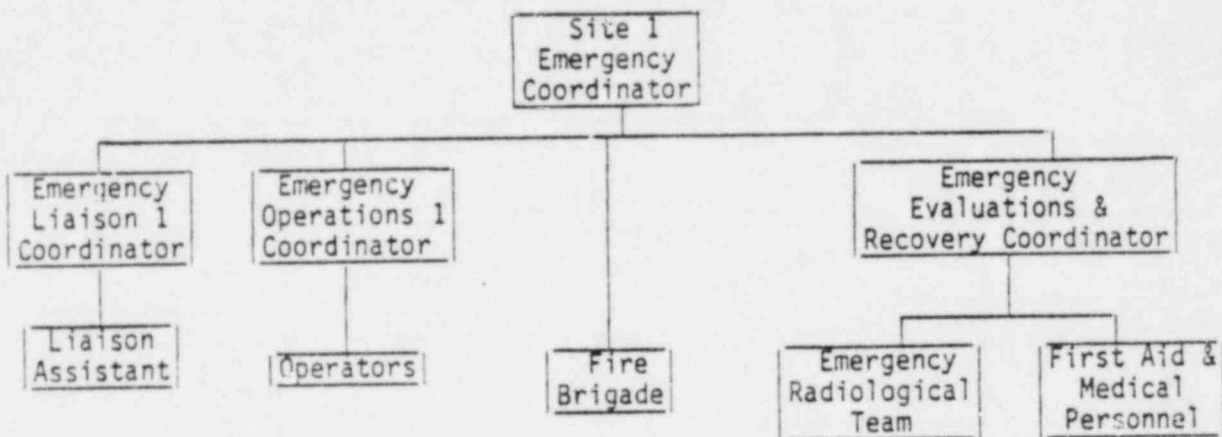 Site 1
Emergency
Coordinator
Emergency
Liaison 1
Coordinator
Emergency
Operations 1
Coordinator
Emergency
Evaluations &
Recovery Coordinator
Liaison
Assistant
Operators
Fire
Brigade
Emergency
Radiological
Team
First Aid &
Medical
Personnel